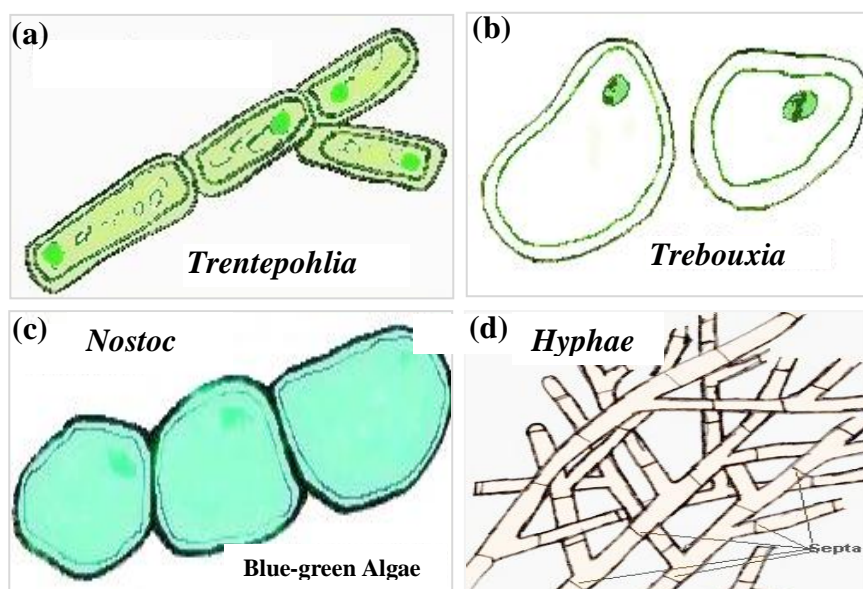 (a)
Trentepohlia
(b)
Trebouxia
(c)
Nostoc
Blue-green Algae
(d)
Hyphae
Septa